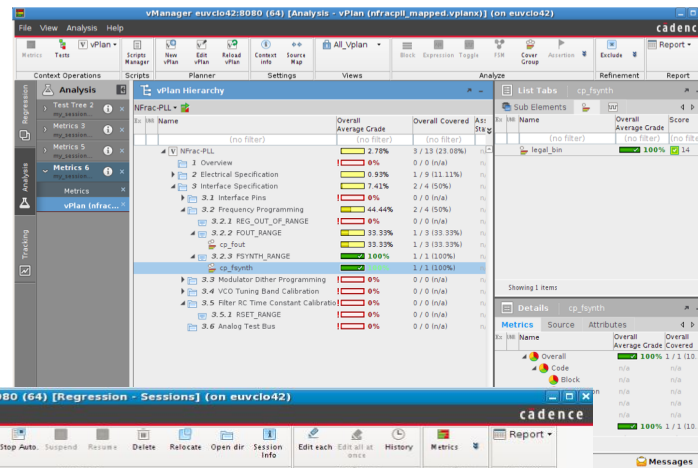 vManager euvclo42:8080 (64) [Analysis - vPlan (nfracpll_mapped.vplanx)] (on euvclo42)
File View Analysis Help
cadence
Metrics Tests vPlan Scripts Manager New vPlan Edit vPlan Reload vPlan Context Info Source Map All_Vplan Block Expression Toggle FSM Cover Group Assertion Exclude Report
Context Operations Scripts Planner Settings Views Analyze Refinement Report
Regression
Analysis
Tracking
Analysis
Test Tree 2
my_session...
Metrics 3
my_session...
Metrics 5
my_session...
Metrics 6
my_session...
Metrics
vPlan (nfrac...
vPlan Hierarchy
NFrac-PLL
Ex UNR Name Overall Average Grade Overall Covered
(no filter) (no filter) (no filter)
NFrac-PLL 2.78% 3 / 13 (23.08%)
1 Overview 0% 0 / 0 (n/a)
2 Electrical Specification 0.93% 1 / 9 (11.11%)
3 Interface Specification 7.41% 2 / 4 (50%)
3.1 Interface Pins 0% 0 / 0 (n/a)
3.2 Frequency Programming 44.44% 2 / 4 (50%)
3.2.1 REG_OUT_OF_RANGE 0% 0 / 0 (n/a)
3.2.2 FOUT_RANGE 33.33% 1 / 3 (33.33%)
cp_fout 33.33% 1 / 3 (33.33%)
3.2.3 FSYNTH_RANGE 100% 1 / 1 (100%)
cp_fsynth 1 / 1 (100%)
3.3 Modulator Dither Programming 0% 0 / 0 (n/a)
3.4 VCO Tuning Band Calibration 0% 0 / 0 (n/a)
3.5 Filter RC Time Constant Calibratio 0% 0 / 0 (n/a)
3.5.1 RSET_RANGE 0% 0 / 0 (n/a)
3.6 Analog Test Bus 0% 0 / 0 (n/a)
List Tabs cp_fsynth
Sub Elements
Ex UNR Name Overall Average Grade Score
(no filter) (no filter) (no filte
legal_bin 100% 14
Showing 1 items
Details cp_fsynth
Metrics Source Attributes
Ex UNR Name Overall Average Grade Overall Covered
Overall 100% 1 / 1 (10.
Code n/a n/a
Block n/a n/a
n/a n/a
n/a n/a
n/a n/a
100% 1 / 1 (10.
Messages
080 (64) [Regression - Sessions] (on euvclo42)
cadence
Stop Auto. Suspend Resume Delete Relocate Open dir Session Info Edit each Edit all at once History Metrics Report